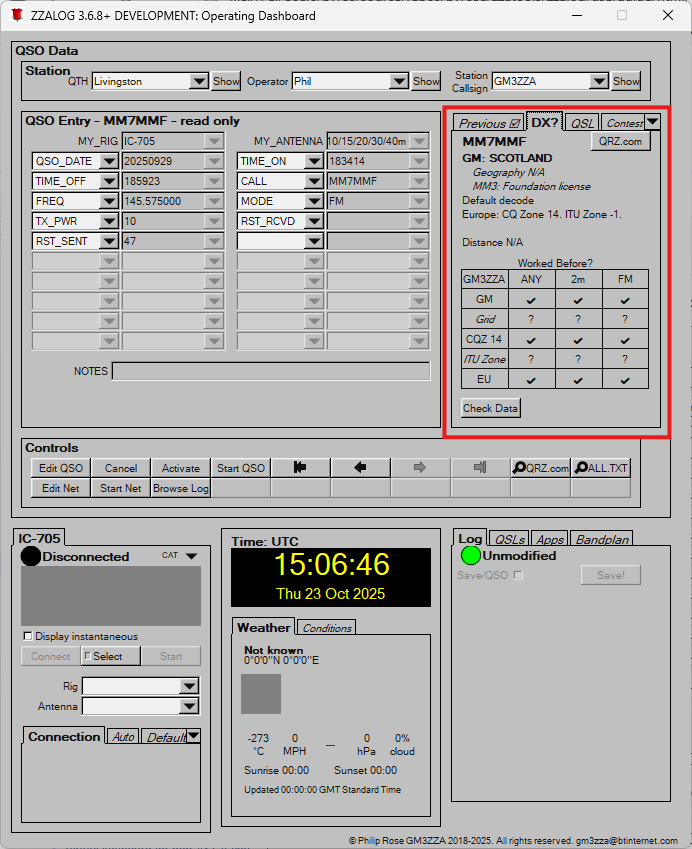 ZZALOG 3.6.8+ DEVELOPMENT: Operating Dashboard
QSO Data
Station
QTH Livingston Show Operator Phil Show Station Callsign GM3ZZA Show
QSO Entry - MM7MMF - read only
MY_RIG IC-705 MY_ANTENNA 10/15/20/30/40m
QSO_DATE 20250929 TIME_ON 183414
TIME_OFF 185923 CALL MM7MMF
FREQ 145.575000 MODE FM
TX_PWR 10 RST_RCVD
RST_SENT 47
NOTES
Previous DX? QSL Contest
MM7MMF QRZ.com
GM: SCOTLAND
Geography N/A
MM3: Foundation license
Default decode
Europe: CQ Zone 14. ITU Zone -1.
Distance N/A
Worked Before?
GM3ZZA ANY 2m FM
GM ✔ ✔ ✔
Grid ? ? ?
CQZ 14 ✔ ✔ ✔
ITU Zone ? ? ?
EU ✔ ✔ ✔
Check Data
Controls
Edit QSO Cancel Activate Start QSO QRZ.com ALL.TXT
Edit Net Start Net Browse Log
IC-705
Disconnected CAT
Display instantaneous
Connect Select Start
Rig
Antenna
Connection Auto Default
Time: UTC
15:06:46
Thu 23 Oct 2025
Weather Conditions
Not known
0°0'0"N 0°0'0"E
-273 0 --- 0 0%
°C MPH hPa cloud
Sunrise 00:00 Sunset 00:00
Updated 00:00:00 GMT Standard Time
Log QSLs Apps Bandplan
Unmodified
Save/QSO Save!
© Philip Rose GM3ZZA 2018-2025. All rights reserved. gm3zza@btinternet.com